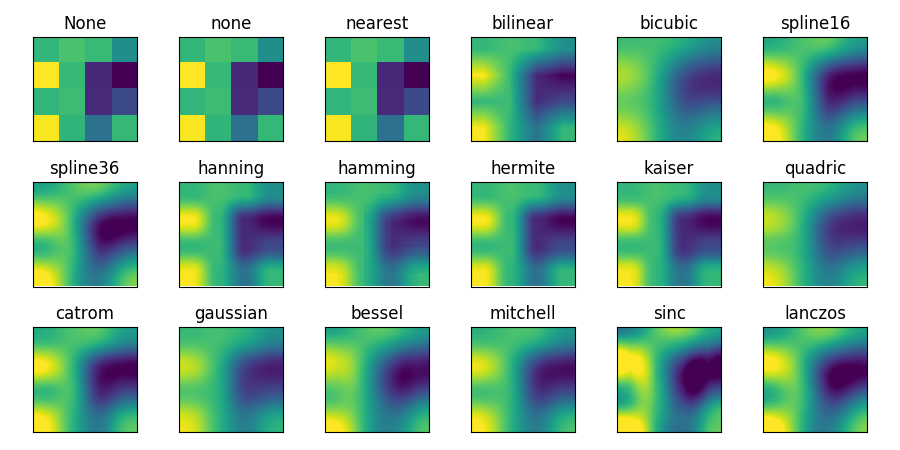 None none nearest bilinear bicubic spline16
spline36 hanning hamming hermite kaiser quadric
catrom gaussian bessel mitchell sinc lanczos